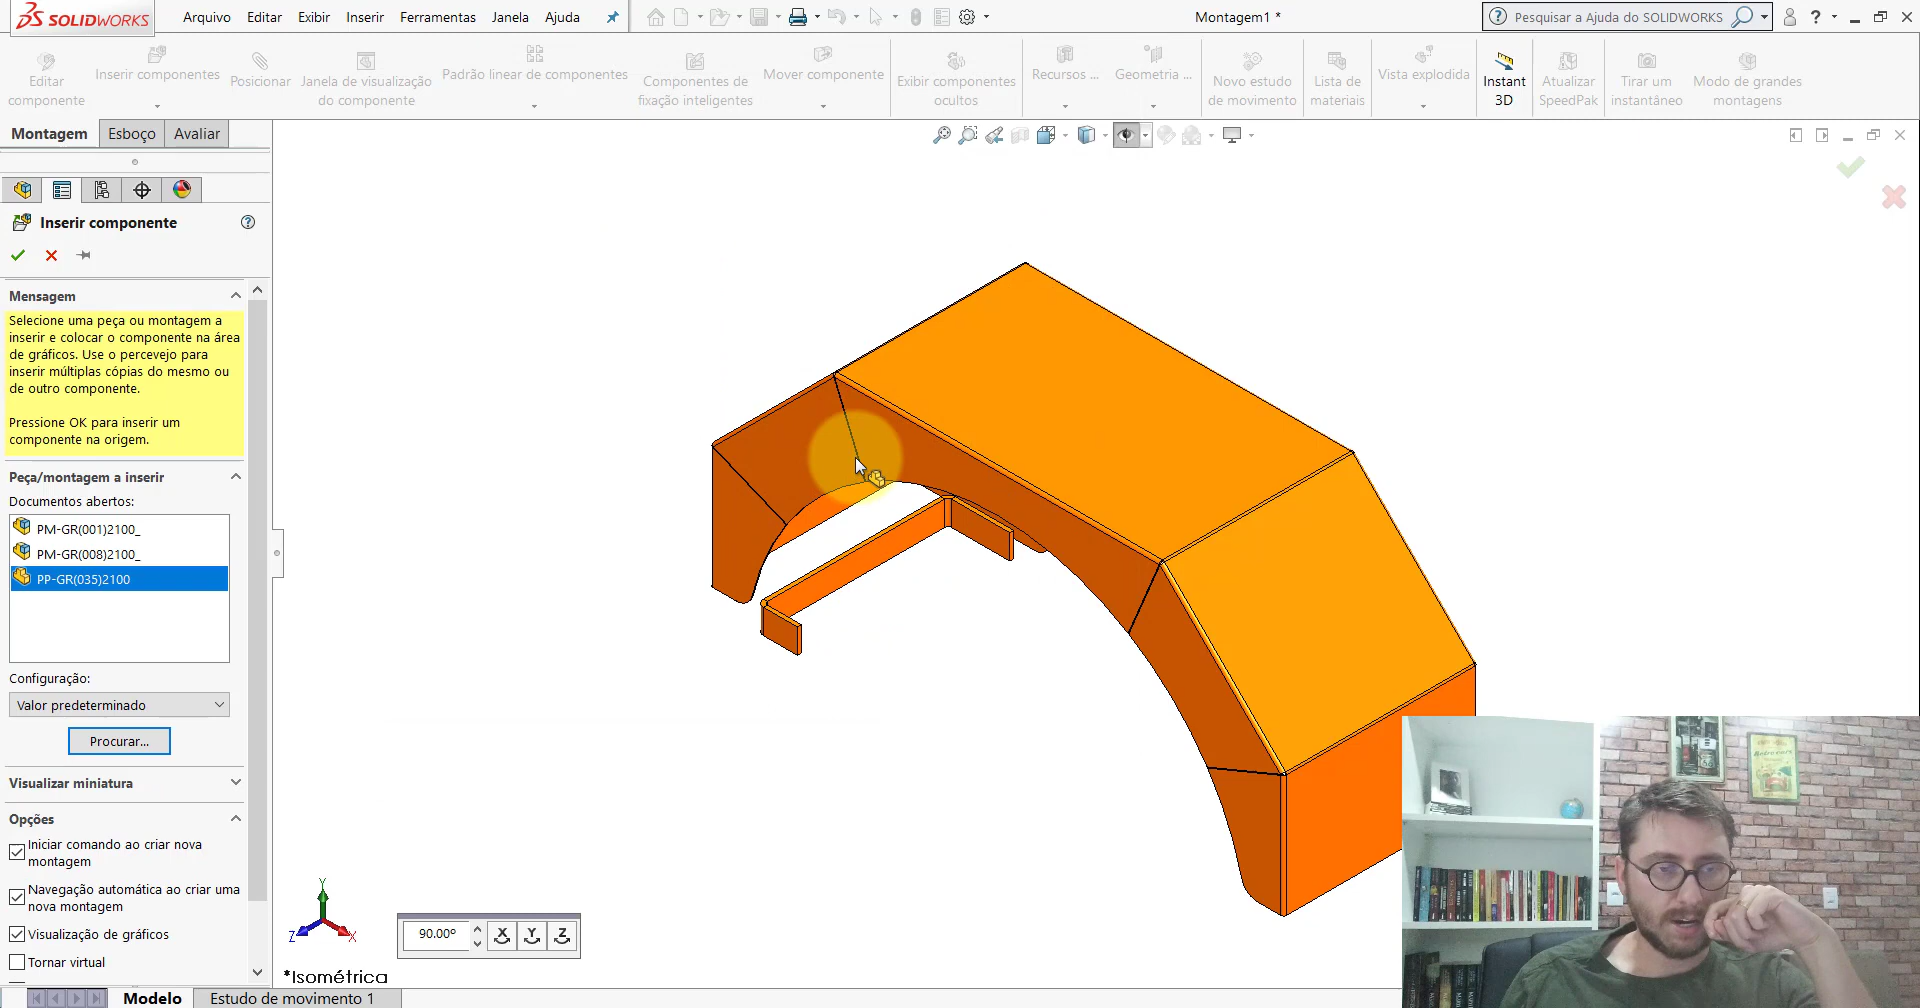 SOLIDWORKS
Arquivo Editar Exibir Inserir Ferramentas Janela Ajuda
Montagem1 *
Pesquisar a Ajuda do SOLIDWORKS
Editar componente
Inserir componentes
Posicionar
Janela de visualização do componente
Padrão linear de componentes
Componentes de fixação inteligentes
Mover componente
Exibir componentes ocultos
Recursos ...
Geometria ...
Novo estudo de movimento
Lista de materiais
Vista explodida
Instant 3D
Atualizar SpeedPak
Tirar um instantâneo
Modo de grandes montagens
Montagem Esboço Avaliar
Inserir componente
Mensagem
Selecione uma peça ou montagem a
inserir e colocar o componente na área
de gráficos. Use o percevejo para
inserir múltiplas cópias do mesmo ou
de outro componente.
Pressione OK para inserir um
componente na origem.
Peça/montagem a inserir
Documentos abertos:
PM-GR(001)2100_
PM-GR(008)2100_
PP-GR(035)2100
Configuração:
Valor predeterminado
Procurar...
Visualizar miniatura
Opções
Iniciar comando ao criar nova
montagem
Navegação automática ao criar uma
nova montagem
Visualização de gráficos
Tornar virtual
Y
Z X
90.00º
X Y Z
*Isométrica
Modelo Estudo de movimento 1